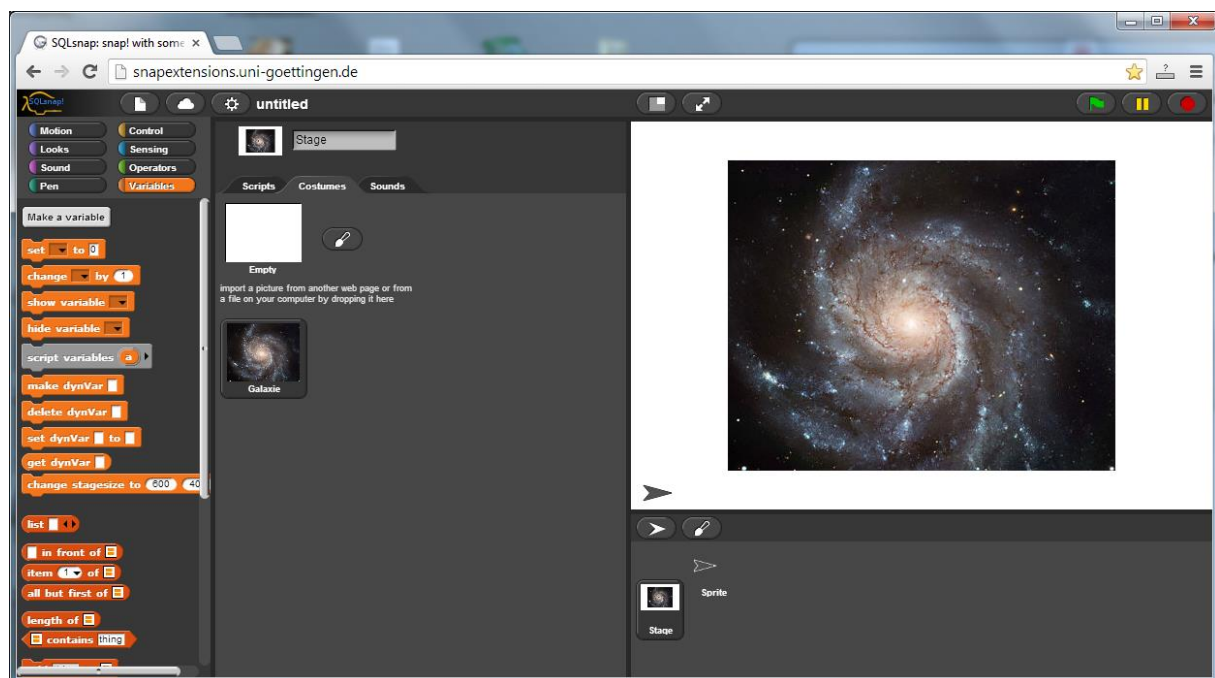 SQLsnap: snap! with some
snapextensions.uni-goettingen.de
SQLsnap!
untitled
Motion Control
Looks Sensing
Sound Operators
Pen Variables
Make a variable
set to 0
change by 1
show variable
hide variable
script variables a
make dynVar
delete dynVar
set dynVar to
get dynVar
change stagesize to 600 40
list
in front of
item 1 of
all but first of
length of
contains thing
Stage
Scripts Costumes Sounds
Empty
import a picture from another web page or from
a file on your computer by dropping it here
Galaxie
Sprite
Stage